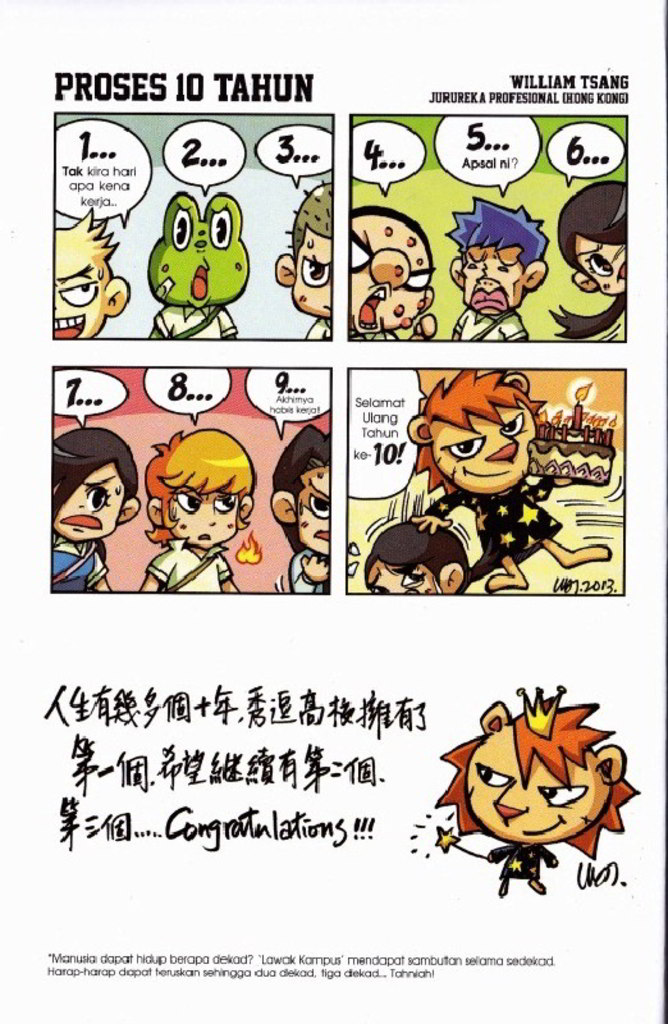 PROSES 10 TAHUN
WILLIAM TSANG
JURUREKA PROFESIONAL (HONG KONG)
1...
Tak kira hari
apa kena
kerja..
2...
3...
4...
5...
Apsal ni?
6...
7...
8...
9...
Akhirnya
habis kerja!
Selamat
Ulang
Tahun
ke-10!
2013.
人生有幾多個十年,秀逗高校擁有了
第一個,希望繼續有第二個.
第三個..... Congratulations!!!
"Manusia dapat hidup berapa dekad? 'Lawak Kampus' mendapat sambutan selama sedekad.
Harap-harap dapat teruskan sehingga dua dekad, tiga dekad... Tahniah!